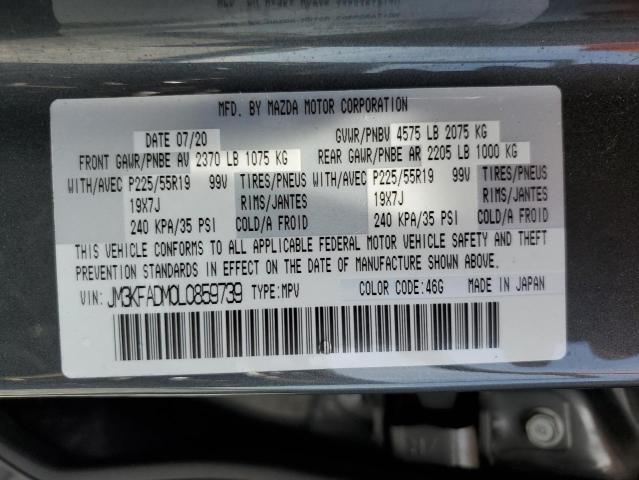 MFD. BY MAZDA MOTOR CORPORATION
DATE 07/20 GVWR/PNBV 4575 LB 2075 KG
FRONT GAWR/PNBE AV 2370 LB 1075 KG REAR GAWR/PNBE AR 2205 LB 1000 KG
WITH/AVEC P225/55R19 99V TIRES/PNEUS WITH/AVEC P225/55R19 99V TIRES/PNEUS
19X7J RIMS/JANTES 19X7J RIMS/JANTES
240 KPA/35 PSI COLD/A FROID 240 KPA/35 PSI COLD/A FROID
THIS VEHICLE CONFORMS TO ALL APPLICABLE FEDERAL MOTOR VEHICLE SAFETY AND THEFT
PREVENTION STANDARDS IN EFFECT ON THE DATE OF MANUFACTURE SHOWN ABOVE.
VIN: JM3KFADM0L0859739 TYPE:MPV COLOR CODE:46G MADE IN JAPAN